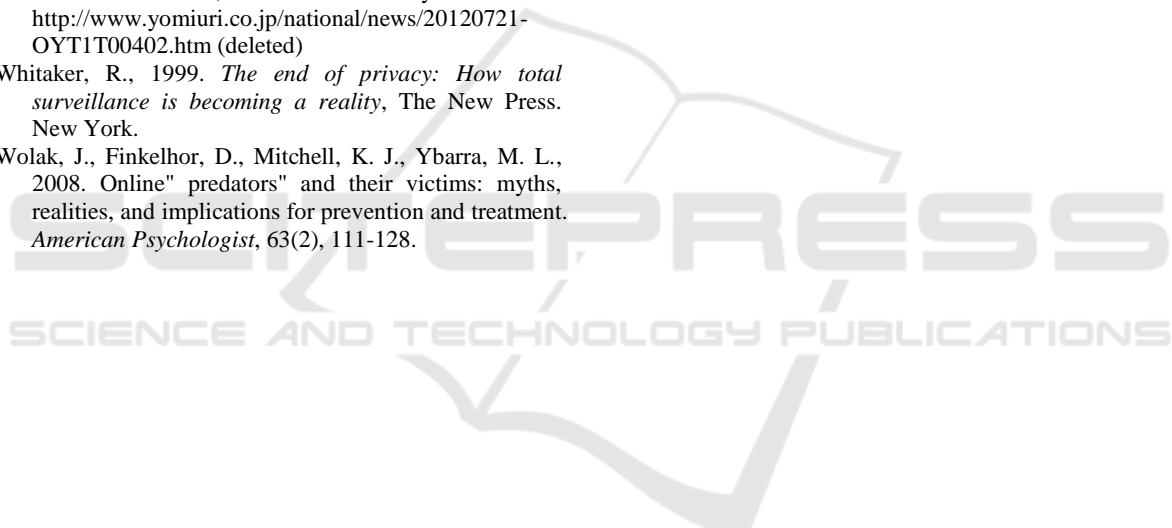 http://www.yomiuri.co.jp/national/news/20120721-
OYT1T00402.htm (deleted)
Whitaker, R., 1999. The end of privacy: How total
surveillance is becoming a reality, The New Press.
New York.
Wolak, J., Finkelhor, D., Mitchell, K. J., Ybarra, M. L.,
2008. Online" predators" and their victims: myths,
realities, and implications for prevention and treatment.
American Psychologist, 63(2), 111-128.
SCITEPRESS
SCIENCE AND TECHNOLOGY PUBLICATIONS